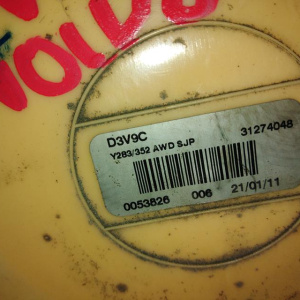 VOLVO
D3V9C 31274048
Y283/352 AWD SJP
0053826 006 21/01/11